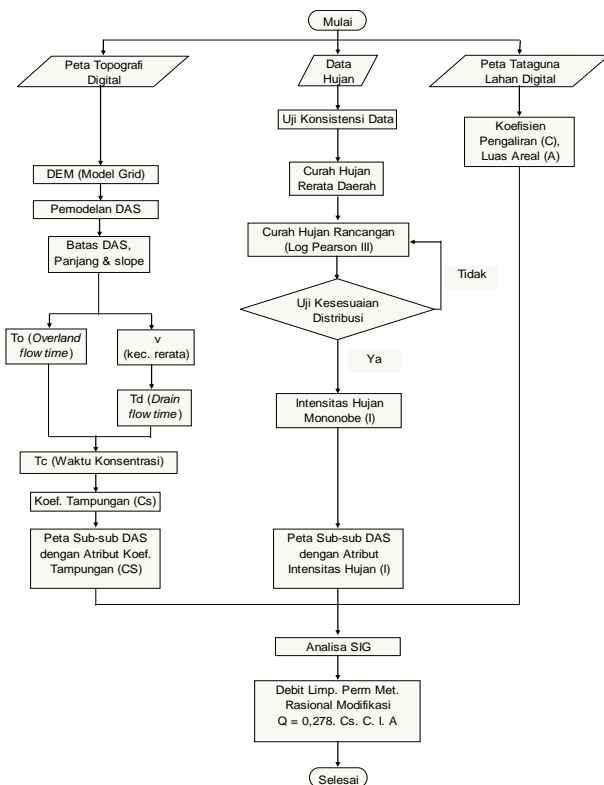 Mulai
Peta Topografi
Digital
Data
Hujan
Peta Tataguna
Lahan Digital
Uji Konsistensi Data
Koefisien
Pengaliran (C),
Luas Areal (A)
DEM (Model Grid)
Curah Hujan
Rerata Daerah
Pemodelan DAS
Batas DAS,
Panjang & slope
Curah Hujan Rancangan
(Log Pearson III)
Tidak
Uji Kesesuaian
Distribusi
To (Overland
flow time)
v
(kec. rerata)
Ya
Td (Drain
flow time)
Intensitas Hujan
Mononobe (I)
Tc (Waktu Konsentrasi)
Koef. Tampungan (Cs)
Peta Sub-sub DAS
dengan Atribut Koef.
Tampungan (CS)
Peta Sub-sub DAS
dengan Atribut
Intensitas Hujan (I)
Analisa SIG
Debit Limp. Perm Met.
Rasional Modifikasi
Q = 0,278. Cs. C. I. A
Selesai